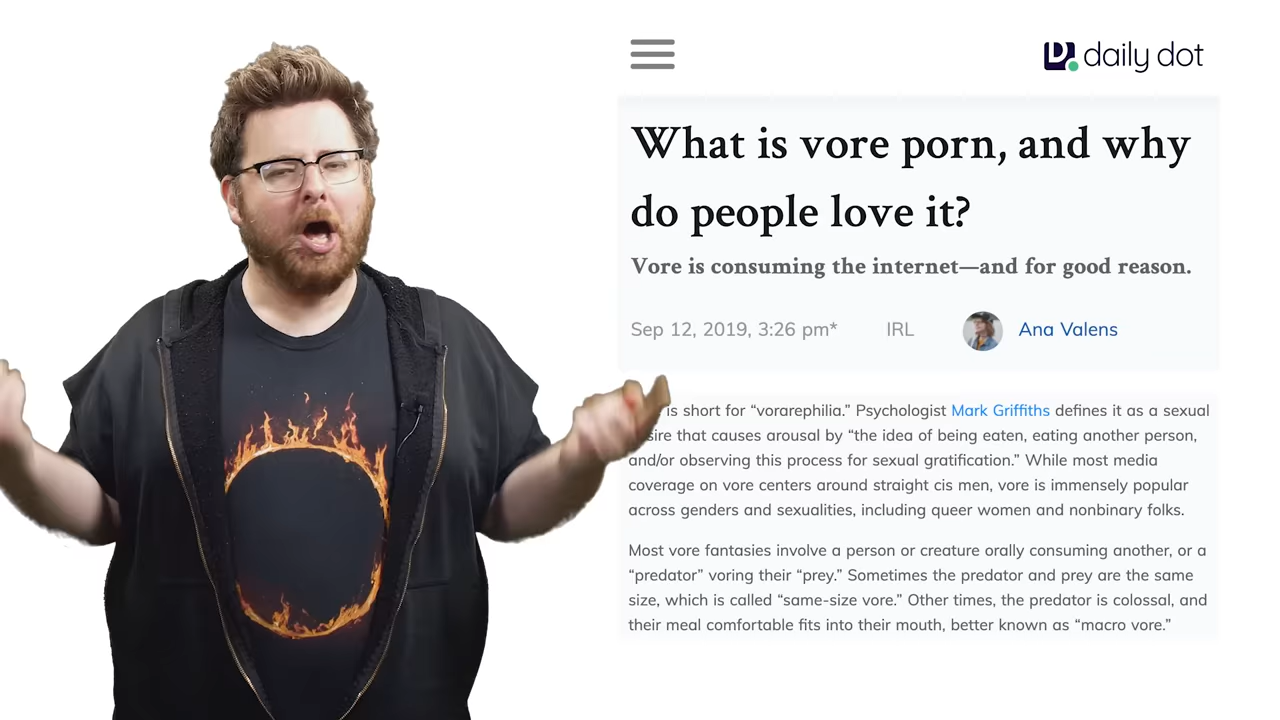 daily dot
What is vore porn, and why
do people love it?
Vore is consuming the internet—and for good reason.
Sep 12, 2019, 3:26 pm* IRL Ana Valens
is short for “vorarephilia.” Psychologist Mark Griffiths defines it as a sexual
that causes arousal by “the idea of being eaten, eating another person,
and/or observing this process for sexual gratification.” While most media
coverage on vore centers around straight cis men, vore is immensely popular
across genders and sexualities, including queer women and nonbinary folks.
Most vore fantasies involve a person or creature orally consuming another, or a
“predator” voring their “prey.” Sometimes the predator and prey are the same
size, which is called “same-size vore.” Other times, the predator is colossal, and
their meal comfortable fits into their mouth, better known as “macro vore.”